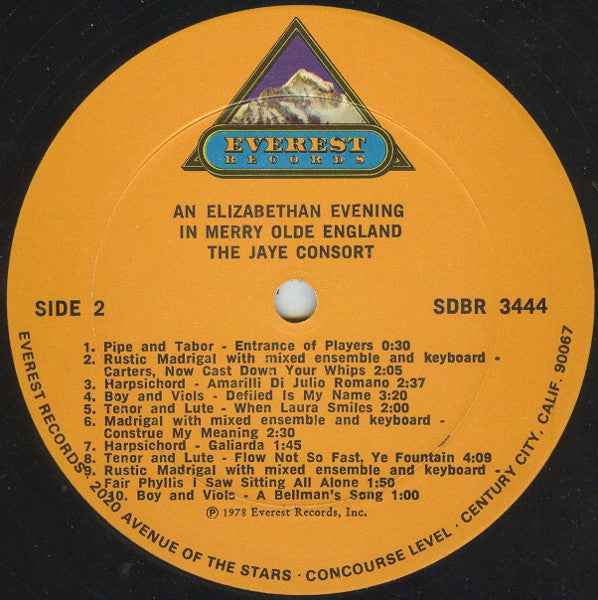 EVEREST
RECORDS
AN ELIZABETHAN EVENING
IN MERRY OLDE ENGLAND
THE JAYE CONSORT
SIDE 2
SDBR 3444
1. Pipe and Tabor - Entrance of Players 0:30
2. Rustic Madrigal with mixed ensemble and keyboard -
Carters, Now Cast Down Your Whips 2:05
3. Harpsichord - Amarilli Di Julio Romano 2:37
4. Boy and Viols - Defiled Is My Name 3:20
5. Tenor and Lute - When Laura Smiles 2:00
6. Madrigal with mixed ensemble and keyboard -
Construe My Meaning 2:30
7. Harpsichord - Galiarda 1:45
8. Tenor and Lute - Flow Not So Fast, Ye Fountain 4:09
9. Rustic Madrigal with mixed ensemble and keyboard -
Fair Phyllis I Saw Sitting All Alone 1:50
10. Boy and Viols - A Bellman's Song 1:00
℗ 1978 Everest Records, Inc.
EVEREST RECORDS, 2020 AVENUE OF THE STARS · CONCOURSE LEVEL · CENTURY CITY, CALIF. 90067